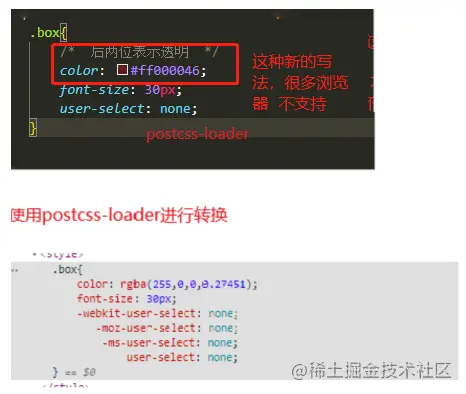 .box{
/* 后两位表示透明 */
color: #ff000046;
font-size: 30px;
user-select: none;
}
这种新的写
法，很多浏览
器 不支持
postcss-loader
使用postcss-loader进行转换
<style>
.box{
color: rgba(255,0,0,0.27451);
font-size: 30px;
-webkit-user-select: none;
-moz-user-select: none;
-ms-user-select: none;
user-select: none;
} == $0
@稀土掘金技术社区